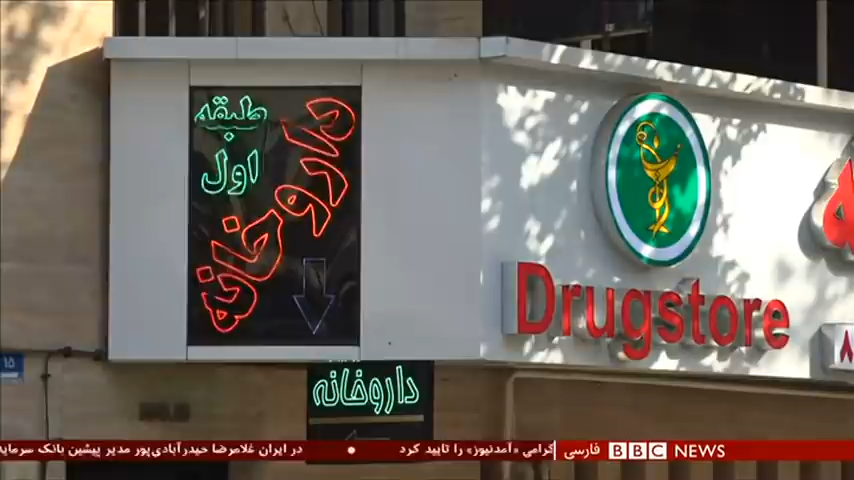 طبقه
اول
داروخانه
Drugstore
۱۵
داروخانه
گرامی «آمدنیوز» را تایید کرد • در ایران غلامرضا حیدرآبادی‌پور مدیر پیشین بانک سرمایه
فارسی BBC NEWS